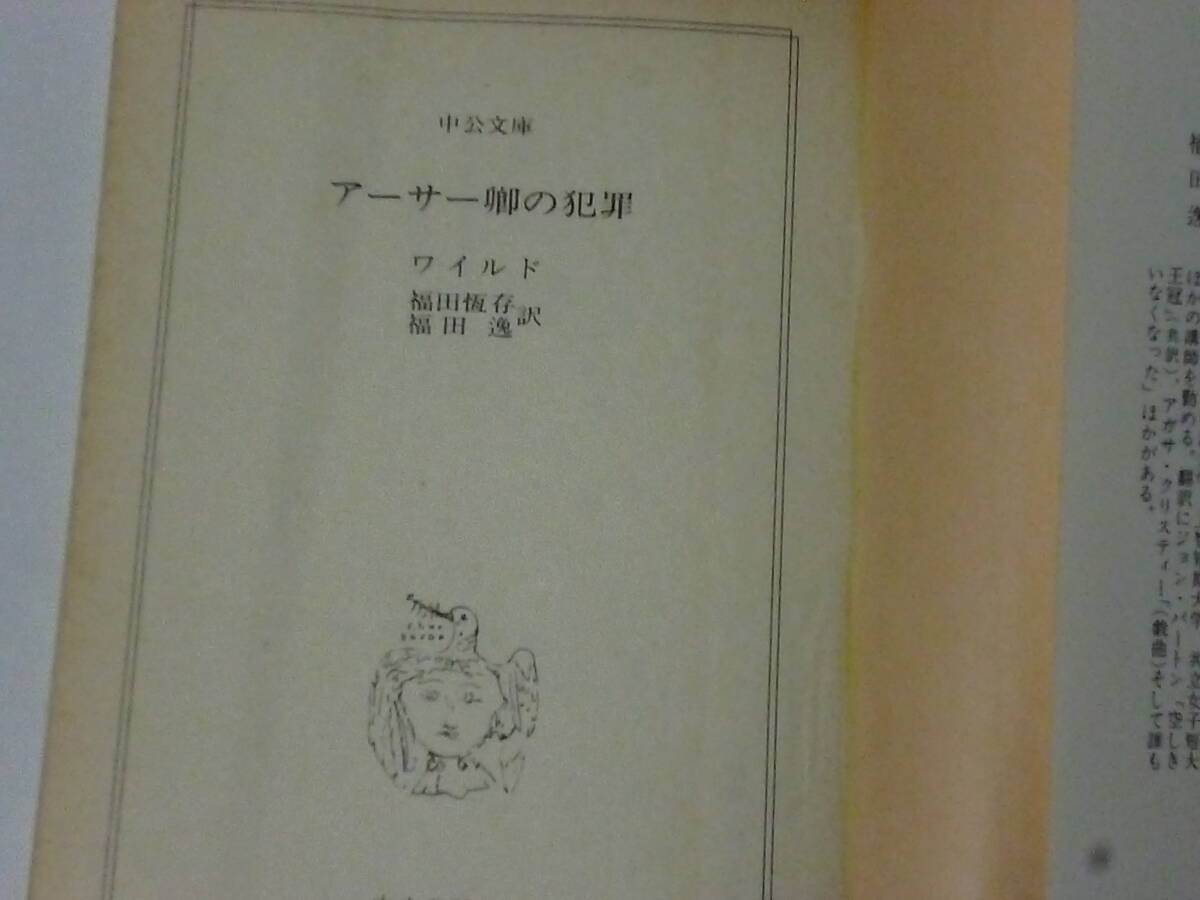 中公文庫
アーサー卿の犯罪
ワイルド
福田恆存
福田 逸
訳
福田逸
ほかの講師を勤める。翻訳にジョン・バートン「空しき
王冠」(共訳)、アガサ・クリスティー「(戯曲)そして誰も
いなくなった」ほかがある。